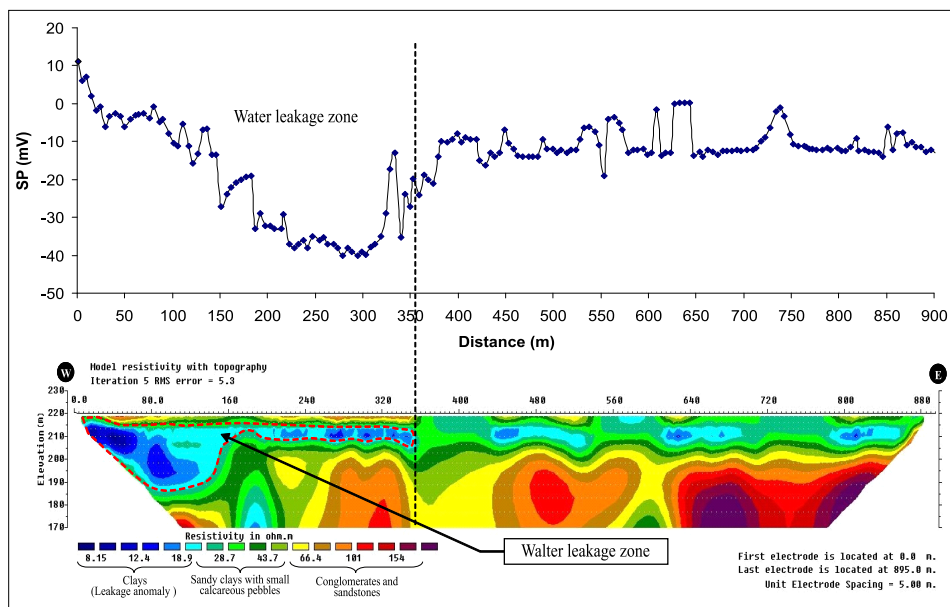 20
10
0
-10
-20
-30
-40
-50
SP (mV)
Water leakage zone
0 50 100 150 200 250 300 350 400 450 500 550 600 650 700 750 800 850 900
Distance (m)
W
E
Model resistivity with topography
Iteration 5 RMS error = 5.3
Elevation(m)
230
220
210
200
190
180
170
0.0 80.0 160 240 320 400 480 560 640 720 800 880 m.
Resistivity in ohm.m
8.15 12.4 18.9 28.7 43.7 66.4 101 154
Clays
(Leakage anomaly )
Sandy clays with small
calcareous pebbles
Conglomerates and
sandstones
Walter leakage zone
First electrode is located at 0.0 m.
Last electrode is located at 895.0 m.
Unit Electrode Spacing = 5.00 m.